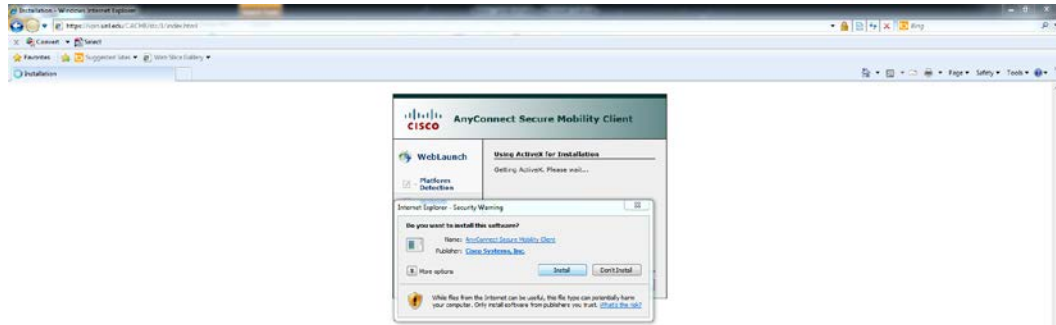 Installation - Windows Internet Explorer
Bing
Convert Select
Favorites Suggested Sites Web Slice Gallery
Installation Page Safety Tools
CISCO AnyConnect Secure Mobility Client
WebLaunch
Using ActiveX for Installation
Getting ActiveX. Please wait...
- Platform
Detection
Internet Explorer - Security Warning
Do you want to install this software?
Name: AnyConnect Secure Mobility Client
Publisher: Cisco Systems, Inc.
More options Install Don't Install
While files from the Internet can be useful, this file type can potentially harm
your computer. Only install software from publishers you trust. What's the risk?